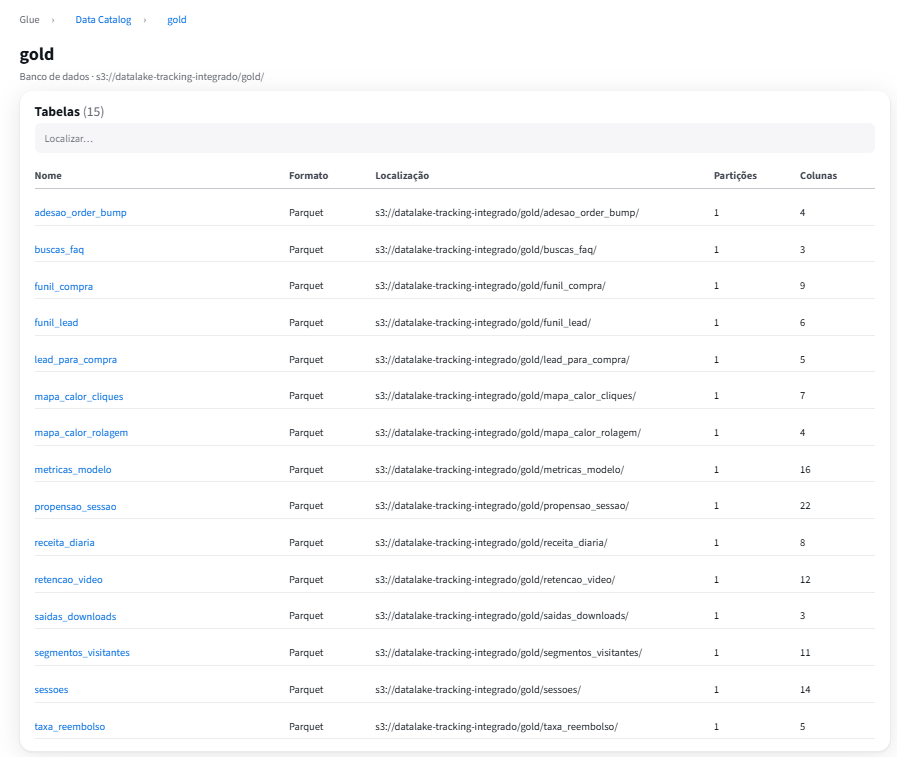 Glue › Data Catalog › gold
gold
Banco de dados · s3://datalake-tracking-integrado/gold/
Tabelas (15)
Localizar...
Nome Formato Localização Partições Colunas
adesao_order_bump Parquet s3://datalake-tracking-integrado/gold/adesao_order_bump/ 1 4
buscas_faq Parquet s3://datalake-tracking-integrado/gold/buscas_faq/ 1 3
funil_compra Parquet s3://datalake-tracking-integrado/gold/funil_compra/ 1 9
funil_lead Parquet s3://datalake-tracking-integrado/gold/funil_lead/ 1 6
lead_para_compra Parquet s3://datalake-tracking-integrado/gold/lead_para_compra/ 1 5
mapa_calor_cliques Parquet s3://datalake-tracking-integrado/gold/mapa_calor_cliques/ 1 7
mapa_calor_rolagem Parquet s3://datalake-tracking-integrado/gold/mapa_calor_rolagem/ 1 4
metricas_modelo Parquet s3://datalake-tracking-integrado/gold/metricas_modelo/ 1 16
propensao_sessao Parquet s3://datalake-tracking-integrado/gold/propensao_sessao/ 1 22
receita_diaria Parquet s3://datalake-tracking-integrado/gold/receita_diaria/ 1 8
retencao_video Parquet s3://datalake-tracking-integrado/gold/retencao_video/ 1 12
saidas_downloads Parquet s3://datalake-tracking-integrado/gold/saidas_downloads/ 1 3
segmentos_visitantes Parquet s3://datalake-tracking-integrado/gold/segmentos_visitantes/ 1 11
sessoes Parquet s3://datalake-tracking-integrado/gold/sessoes/ 1 14
taxa_reembolso Parquet s3://datalake-tracking-integrado/gold/taxa_reembolso/ 1 5